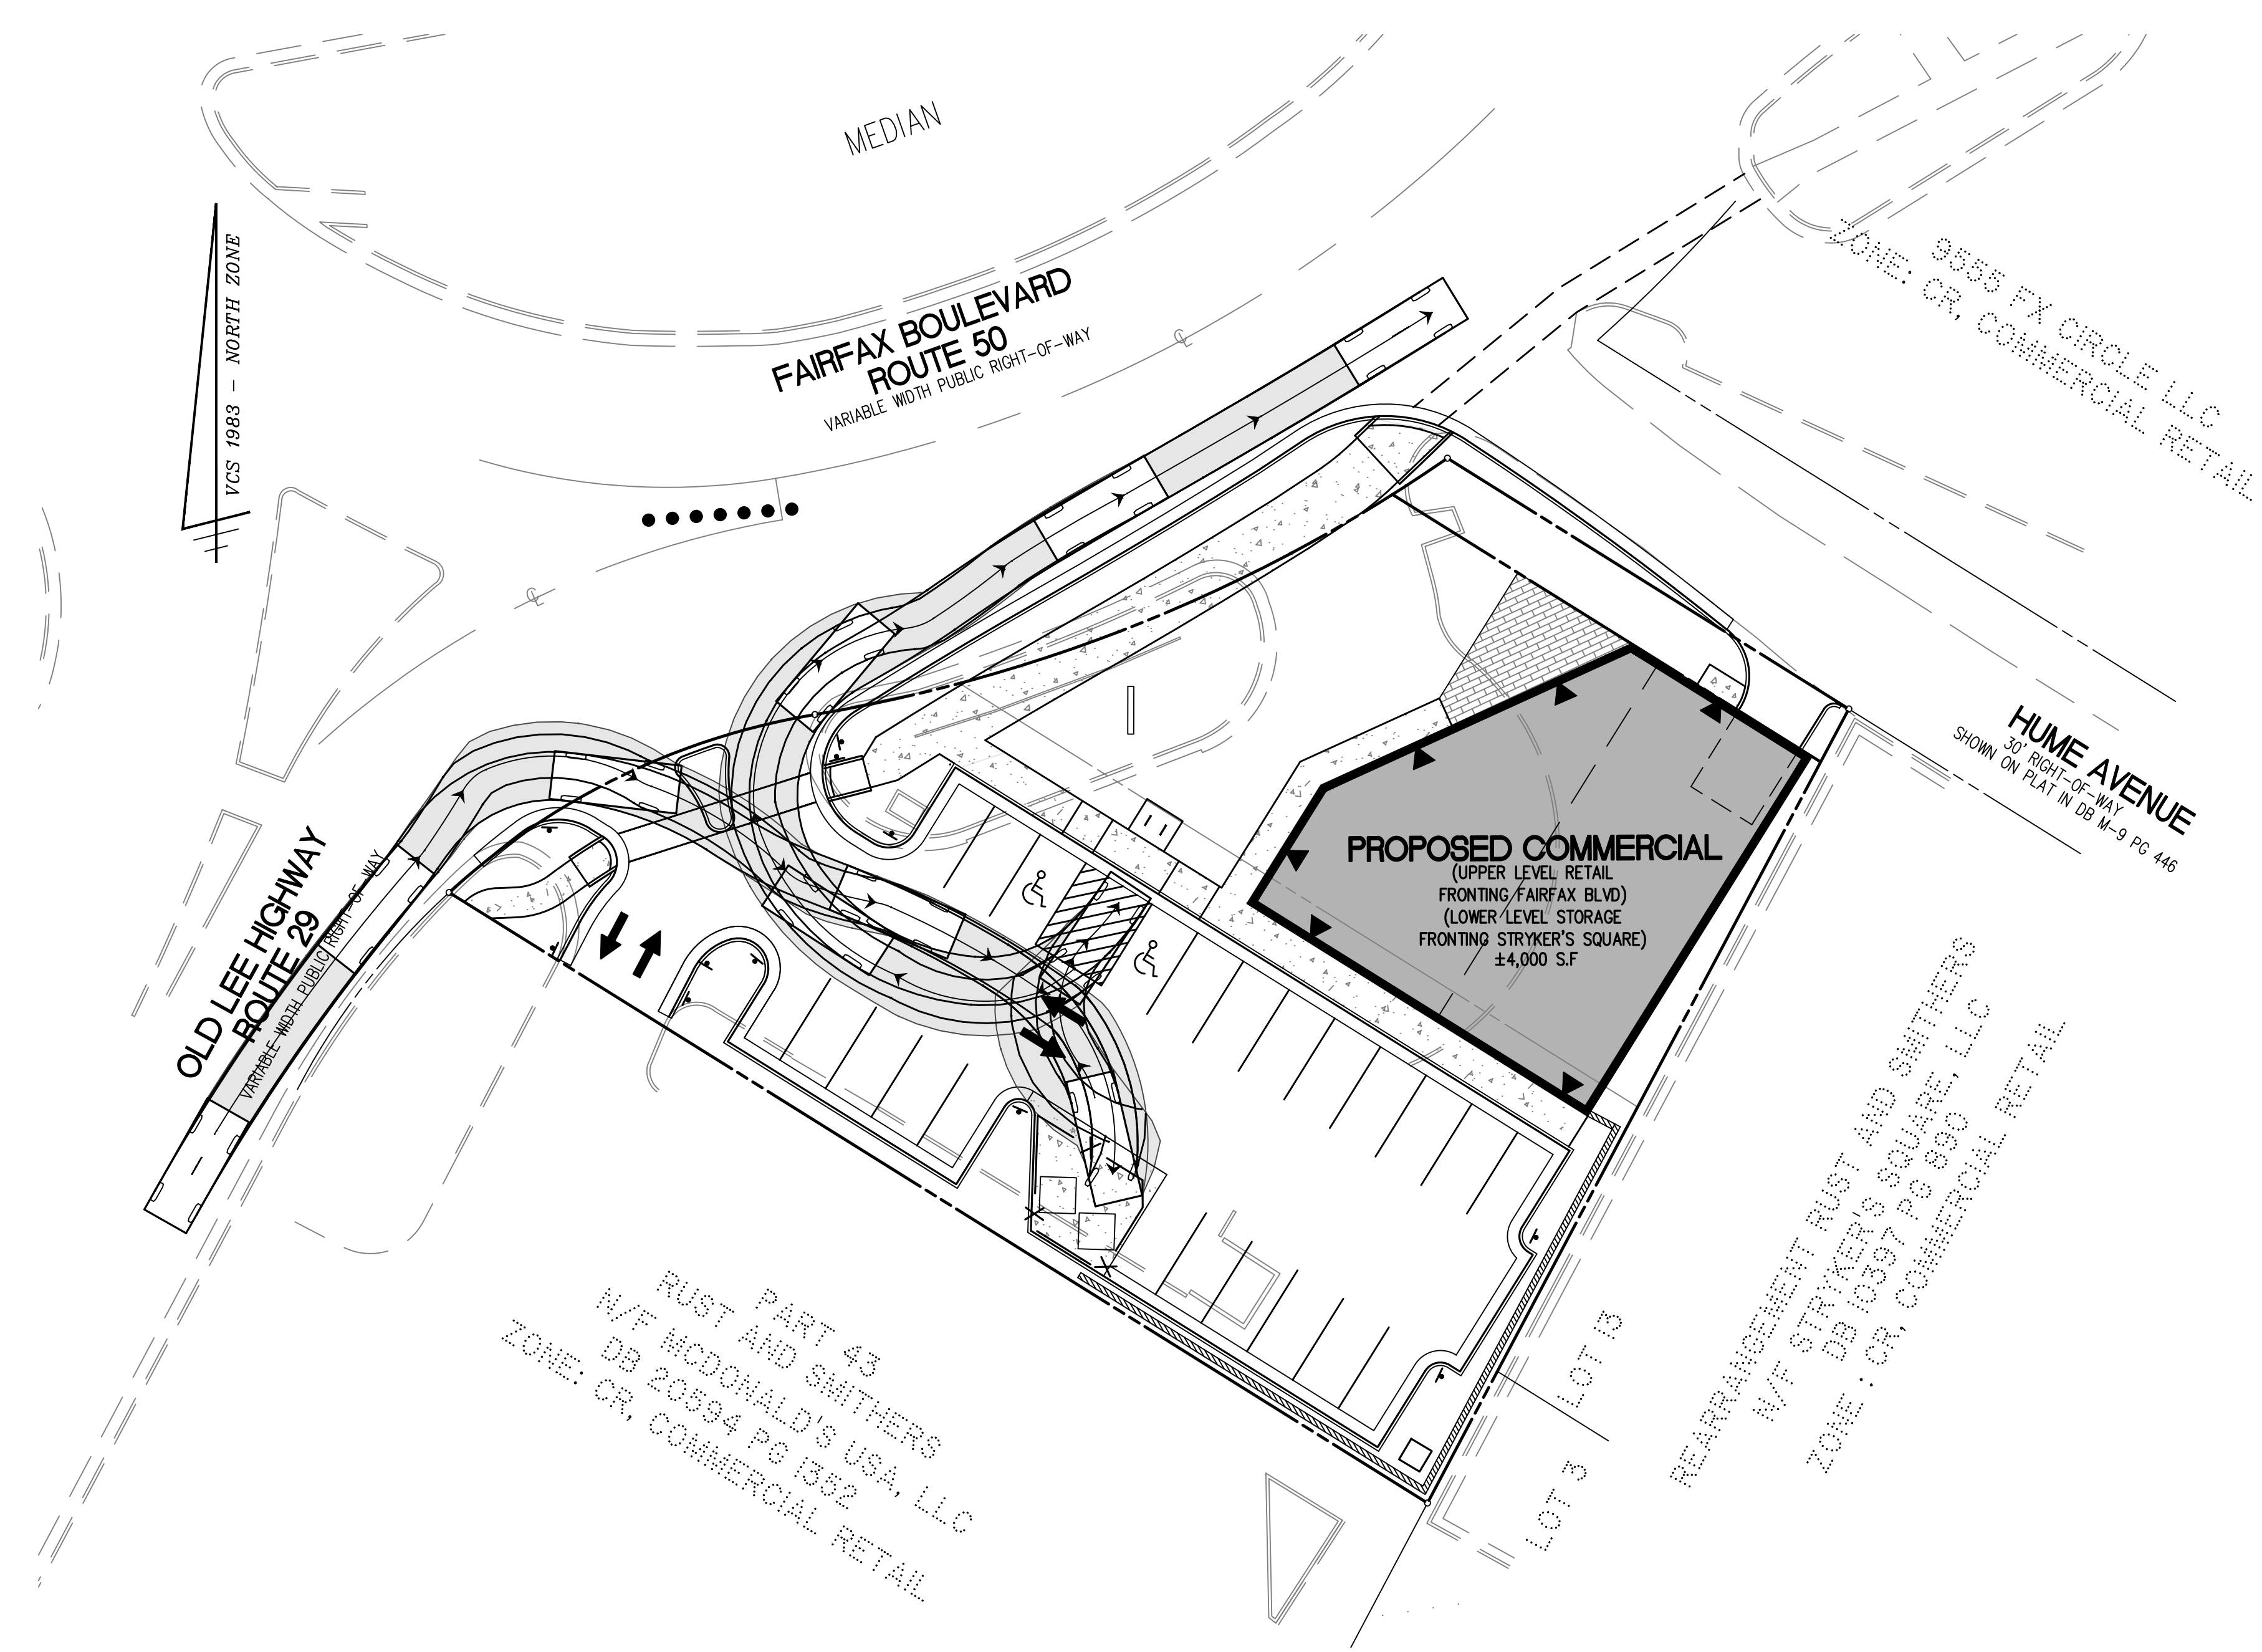 MEDIAN
VCS 1983 - NORTH ZONE
FAIRFAX BOULEVARD
ROUTE 50
VARIABLE WIDTH PUBLIC RIGHT-OF-WAY
℄
℄
9535 FX CIRCLE LLC
ZONE: CR, COMMERCIAL RETAIL
HUME AVENUE
30' RIGHT-OF-WAY
SHOWN ON PLAT IN DB M-9 PG 446
OLD LEE HIGHWAY
ROUTE 29
VARIABLE WIDTH PUBLIC RIGHT-OF-WAY
PROPOSED COMMERCIAL
(UPPER LEVEL RETAIL
FRONTING FAIRFAX BLVD)
(LOWER LEVEL STORAGE
FRONTING STRYKER'S SQUARE)
±4,000 S.F
REARRANGEMENT RUST AND SMITHERS
N/F STRYKER'S SQUARE, LLC
DB 10397 PG 890
ZONE : CR, COMMERCIAL RETAIL
PART 43
RUST AND SMITHERS
N/F MCDONALD'S USA, LLC
DB 20594 PG 1352
ZONE: CR, COMMERCIAL RETAIL
LOT 13
LOT 3